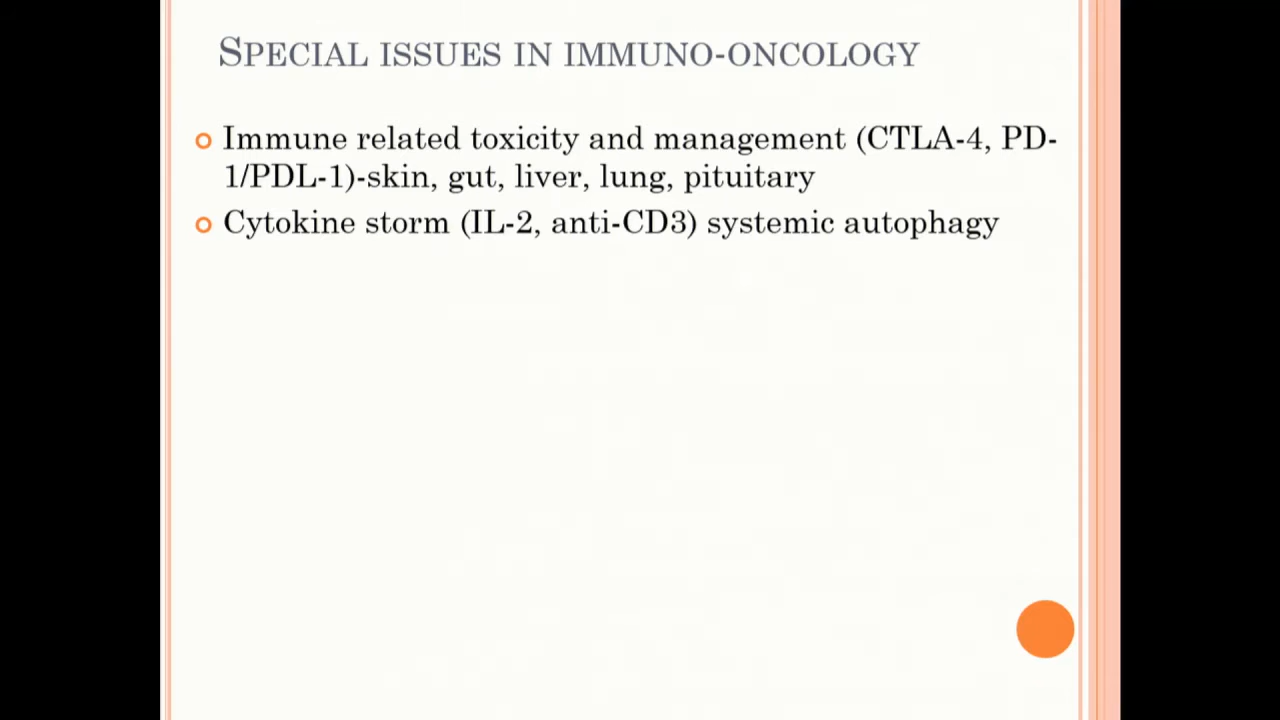 SPECIAL ISSUES IN IMMUNO-ONCOLOGY
Immune related toxicity and management (CTLA-4, PD-
1/PDL-1)-skin, gut, liver, lung, pituitary
Cytokine storm (IL-2, anti-CD3) systemic autophagy